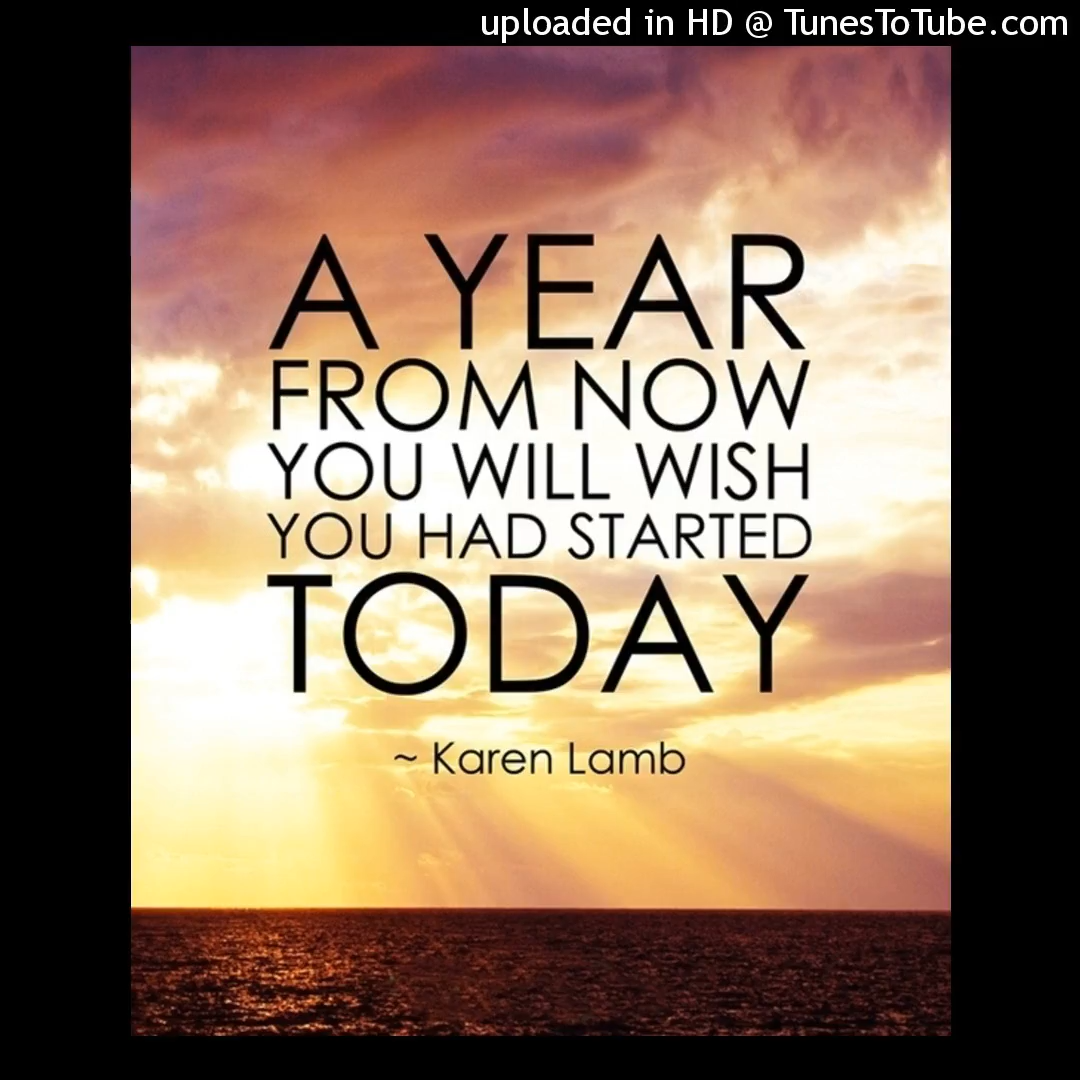 uploaded in HD @ TunesToTube.com
A YEAR
FROM NOW
YOU WILL WISH
YOU HAD STARTED
TODAY
~ Karen Lamb